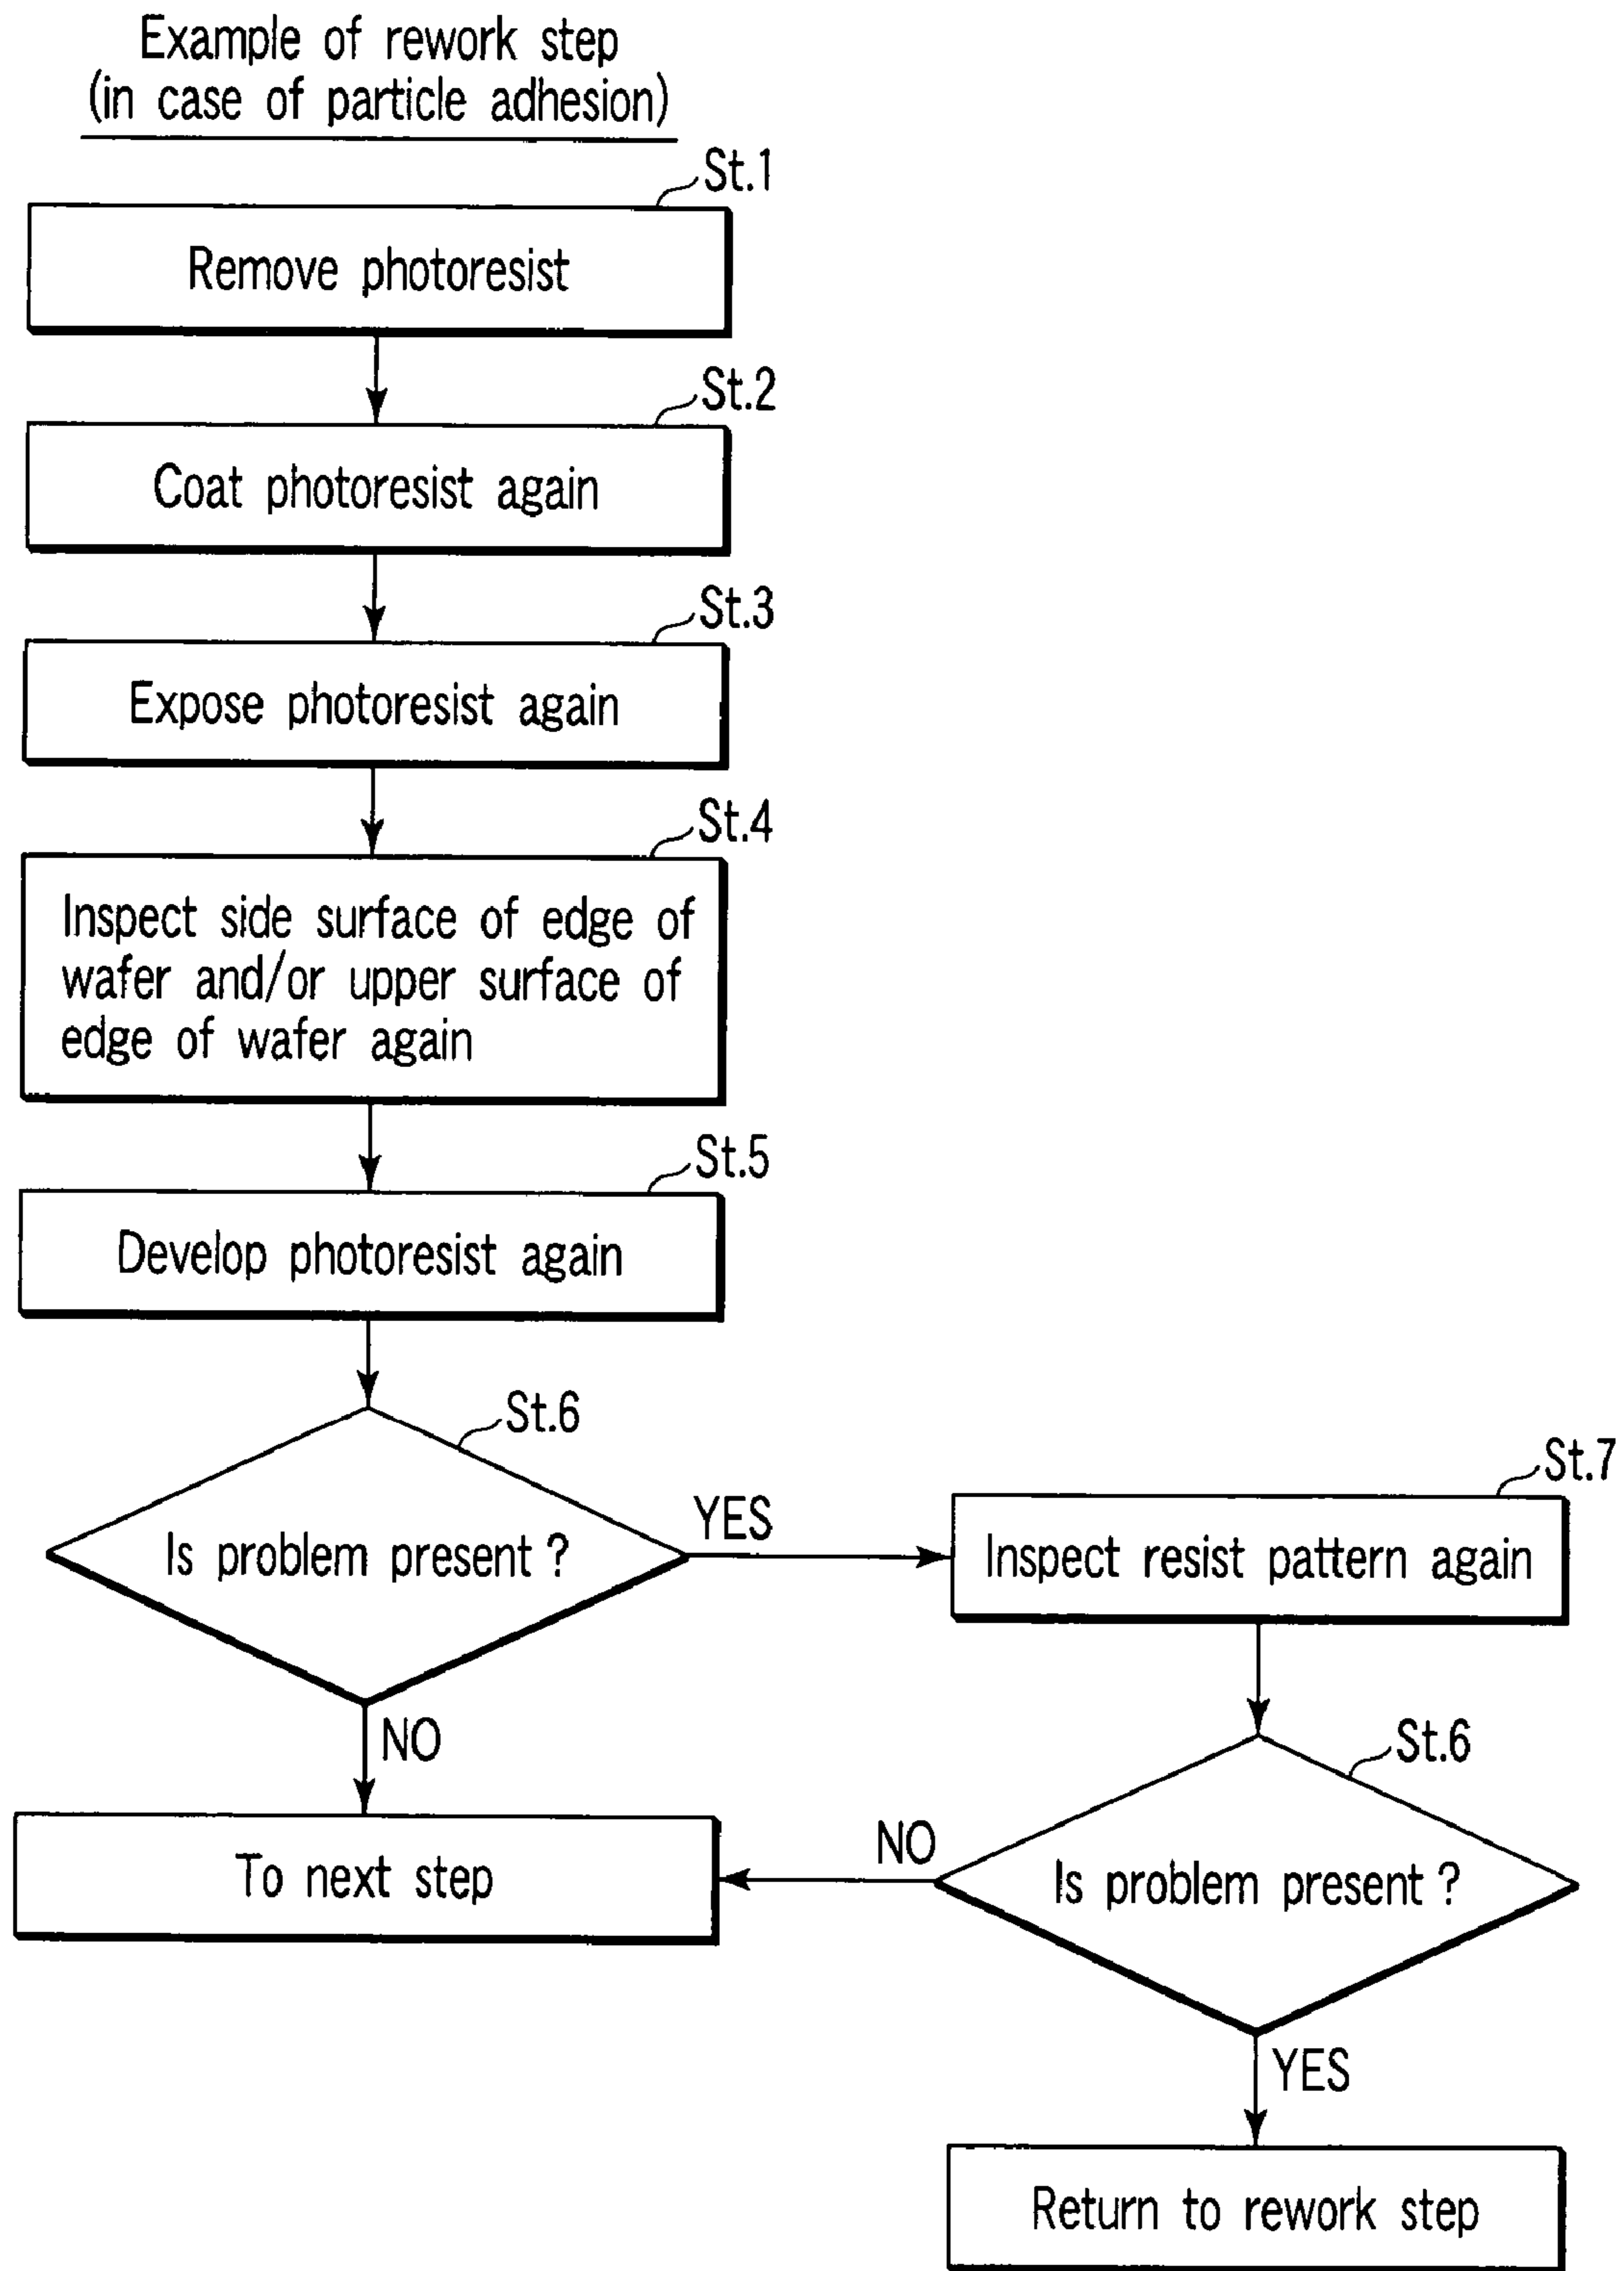 Example of rework step
(in case of particle adhesion)
St.1
Remove photoresist
St.2
Coat photoresist again
St.3
Expose photoresist again
St.4
Inspect side surface of edge of
wafer and/or upper surface of
edge of wafer again
St.5
Develop photoresist again
St.6
Is problem present ?
YES
St.7
Inspect resist pattern again
NO
To next step
St.6
NO
Is problem present ?
YES
Return to rework step